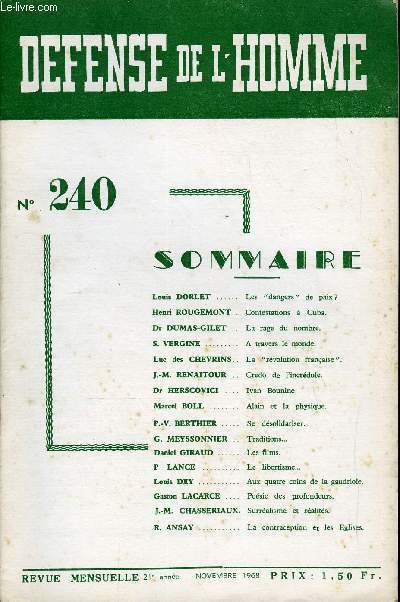 Le-livre.com
DEFENSE DE L'HOMME
N° 240
SOMMAIRE
Louis DORLET ...... Les "dangers" de paix ?
Henri ROUGEMONT .. Contestations à Cuba.
Dr DUMAS-GILET .... La rage du nombre.
S. VERGINE ......... A travers le monde.
Luc des CHEVRINS .. La "révolution française".
J.-M. RENAITOUR ... Credo de l'incrédule.
Dr HERSCOVICI .... Ivan Bounine
Marcel BOLL ....... Alain et la physique.
P.-V. BERTHIER ..... Se désolidariser.
G. MEYSSONNIER .. Traditions...
Daniel GIRAUD ...... Les films.
P. LANCE ........... Le libertisme...
Louis DEY ........... Aux quatre coins de la gaudriole.
Gaston LACARCE .... Poésie des profondeurs.
J.-M. CHASSERIAUX. Surréalisme et réalités.
R. ANSAY ........... La contraception et les Eglises.
REVUE MENSUELLE 21e année - NOVEMBRE 1968 PRIX : 1,50 Fr.